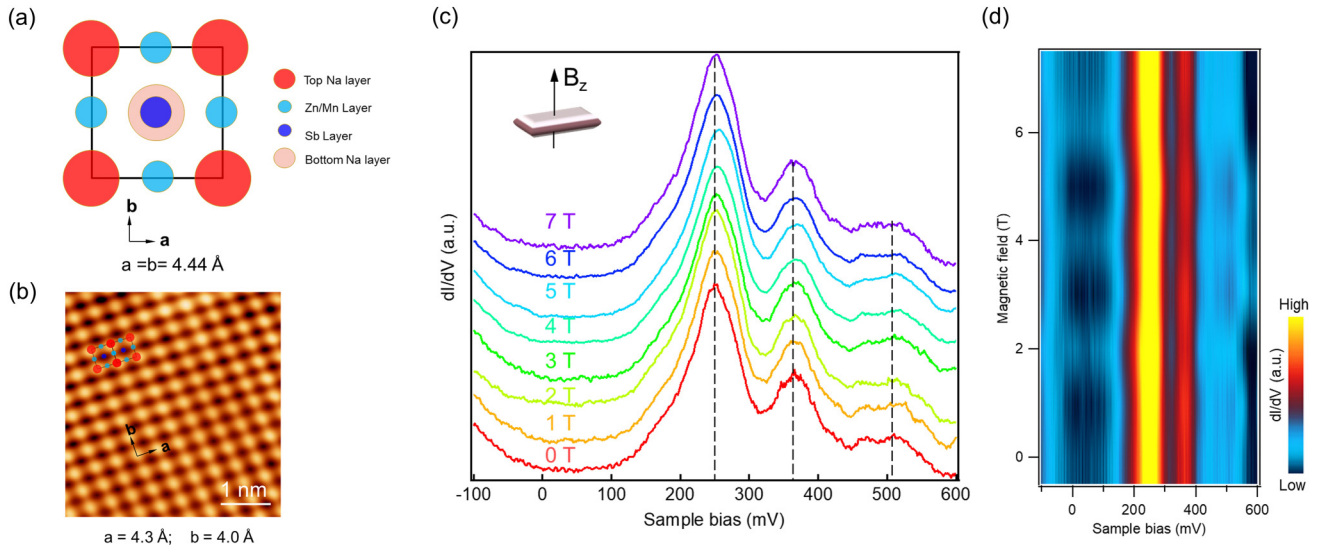 (a)
Top Na layer
Zn/Mn Layer
Sb Layer
Bottom Na layer
b
a
a =b= 4.44 Å
(b)
b
a
1 nm
a = 4.3 Å; b = 4.0 Å
(c)
Bz
7 T
6 T
5 T
4 T
3 T
2 T
1 T
0 T
dI/dV (a.u.)
-100 0 100 200 300 400 500 600
Sample bias (mV)
(d)
6
4
2
0
Magnetic field (T)
0 200 400 600
Sample bias (mV)
High
Low
dI/dV (a.u.)